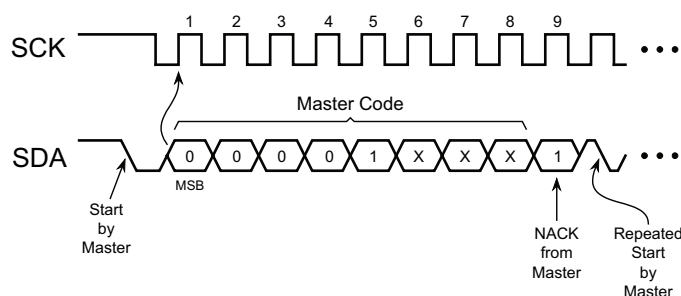 1 2 3 4 5 6 7 8 9
SCK
Master Code
SDA
0 0 0 0 1 X X X 1
MSB
Start
by
Master
NACK
from
Master
Repeated
Start
by
Master